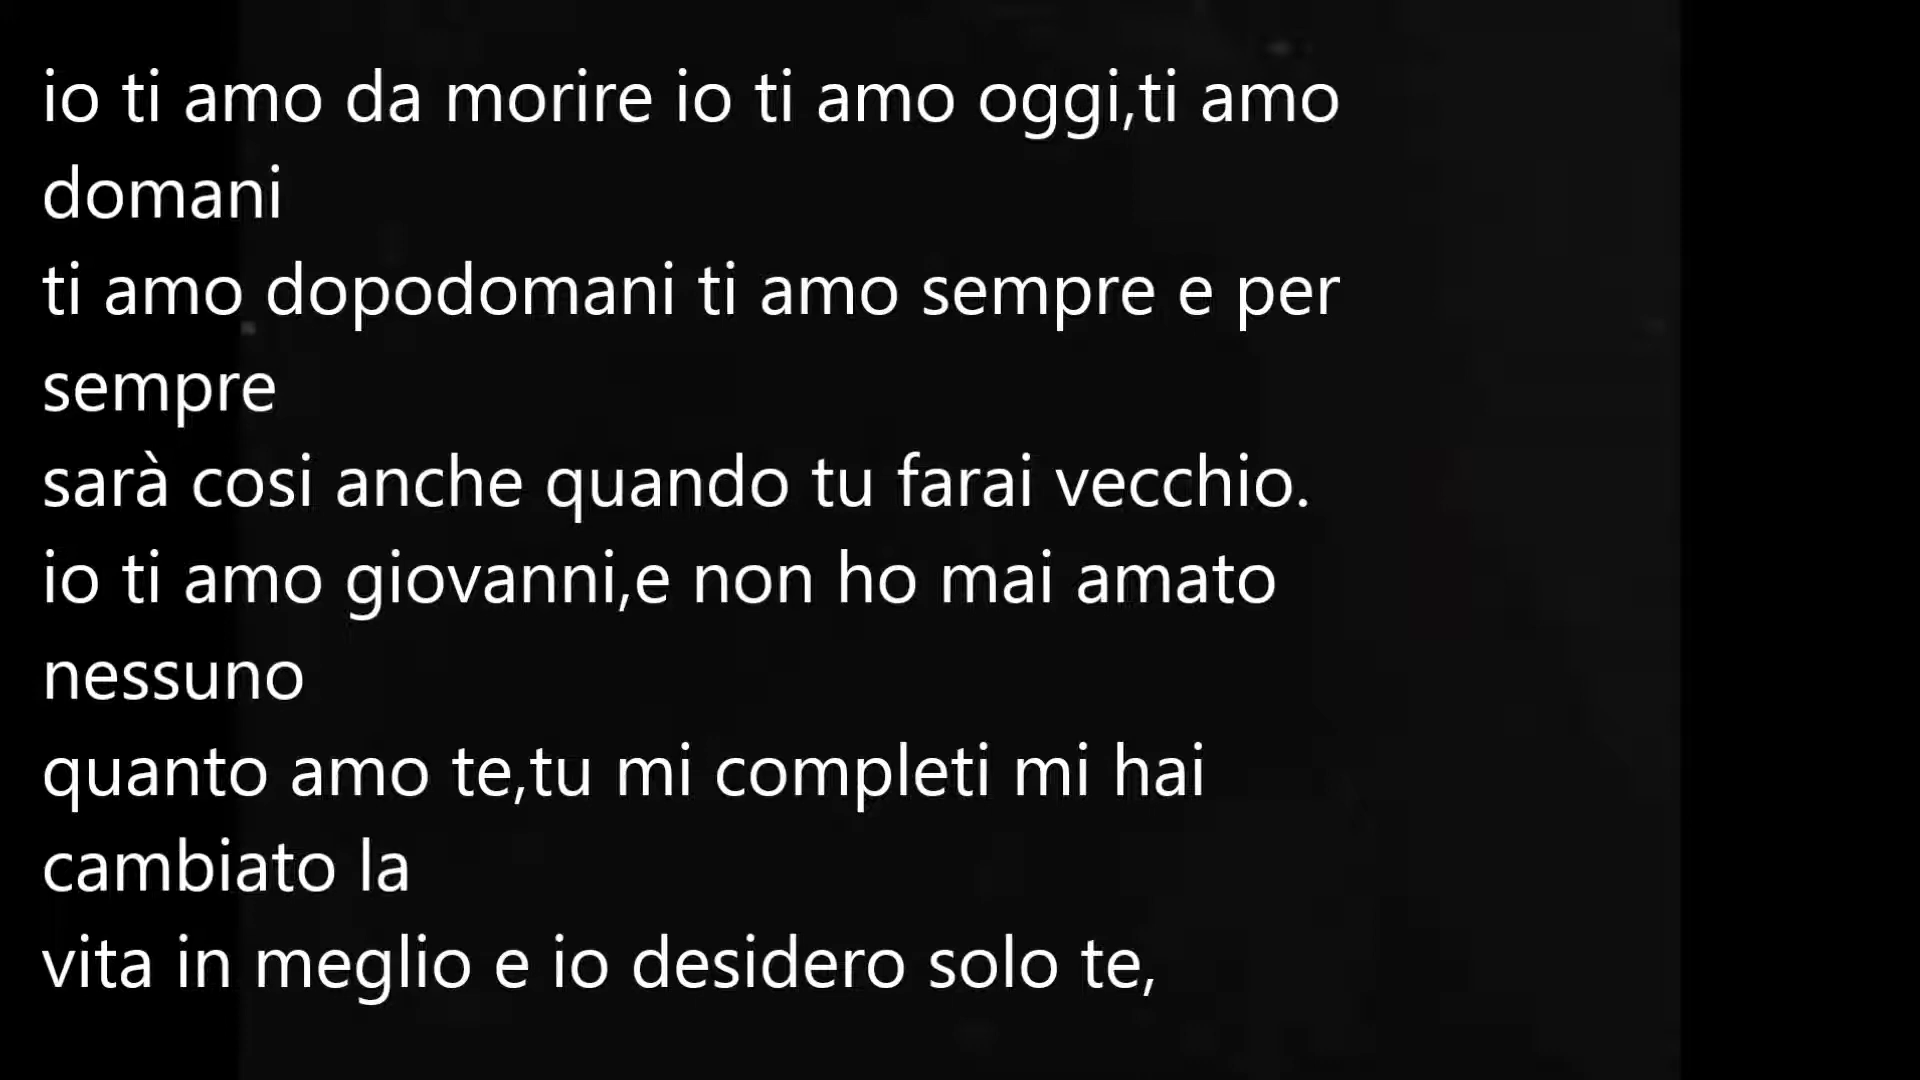 io ti amo da morire io ti amo oggi,ti amo
domani
ti amo dopodomani ti amo sempre e per
sempre
sarà cosi anche quando tu farai vecchio.
io ti amo giovanni,e non ho mai amato
nessuno
quanto amo te,tu mi completi mi hai
cambiato la
vita in meglio e io desidero solo te,